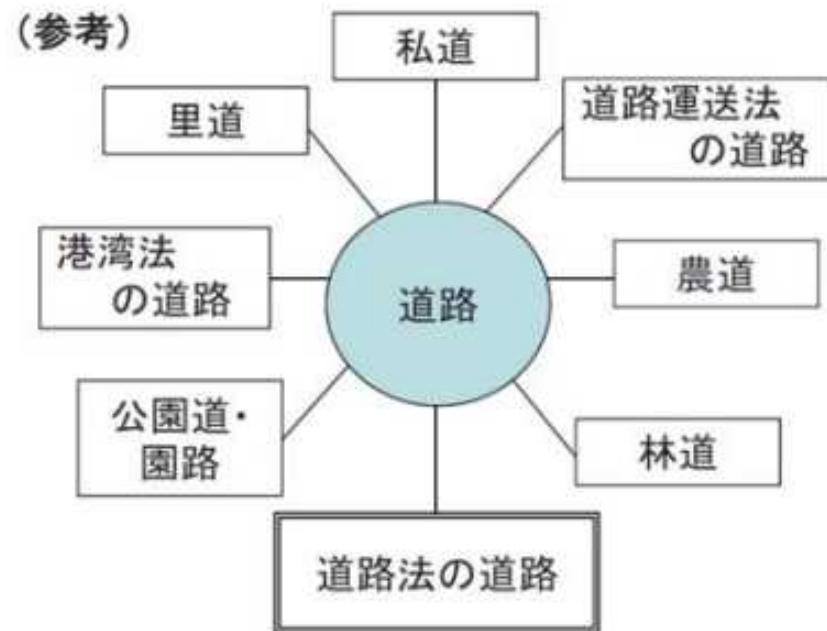 (参考)
私道
里道
道路運送法
の道路
港湾法
の道路
道路
農道
公園道・
園路
林道
道路法の道路